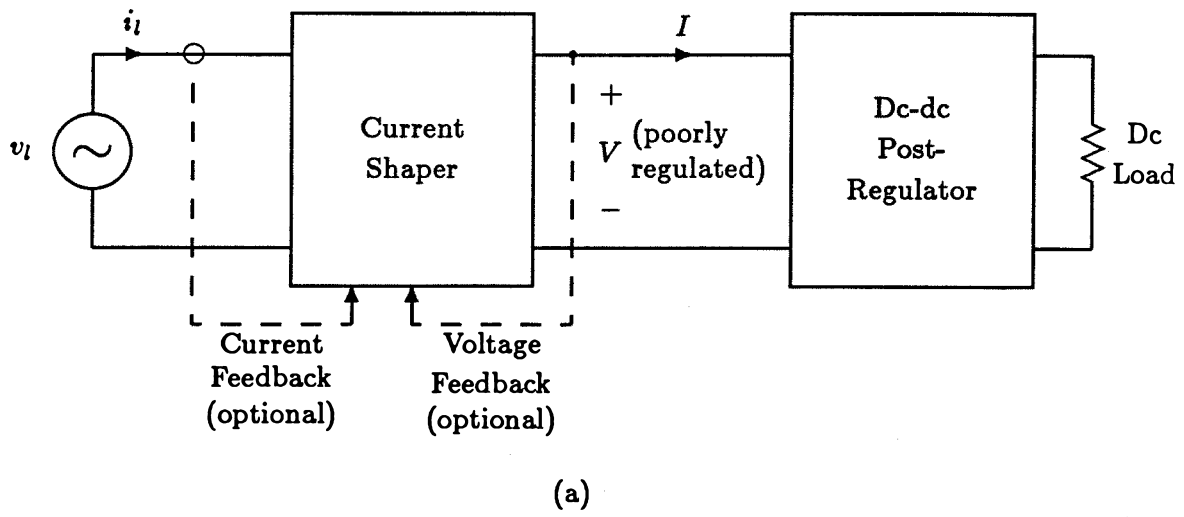 i_l
I
v_l
Current
Shaper
+
V
(poorly
regulated)
−
Dc-dc
Post-
Regulator
Dc
Load
Current
Feedback
(optional)
Voltage
Feedback
(optional)
(a)